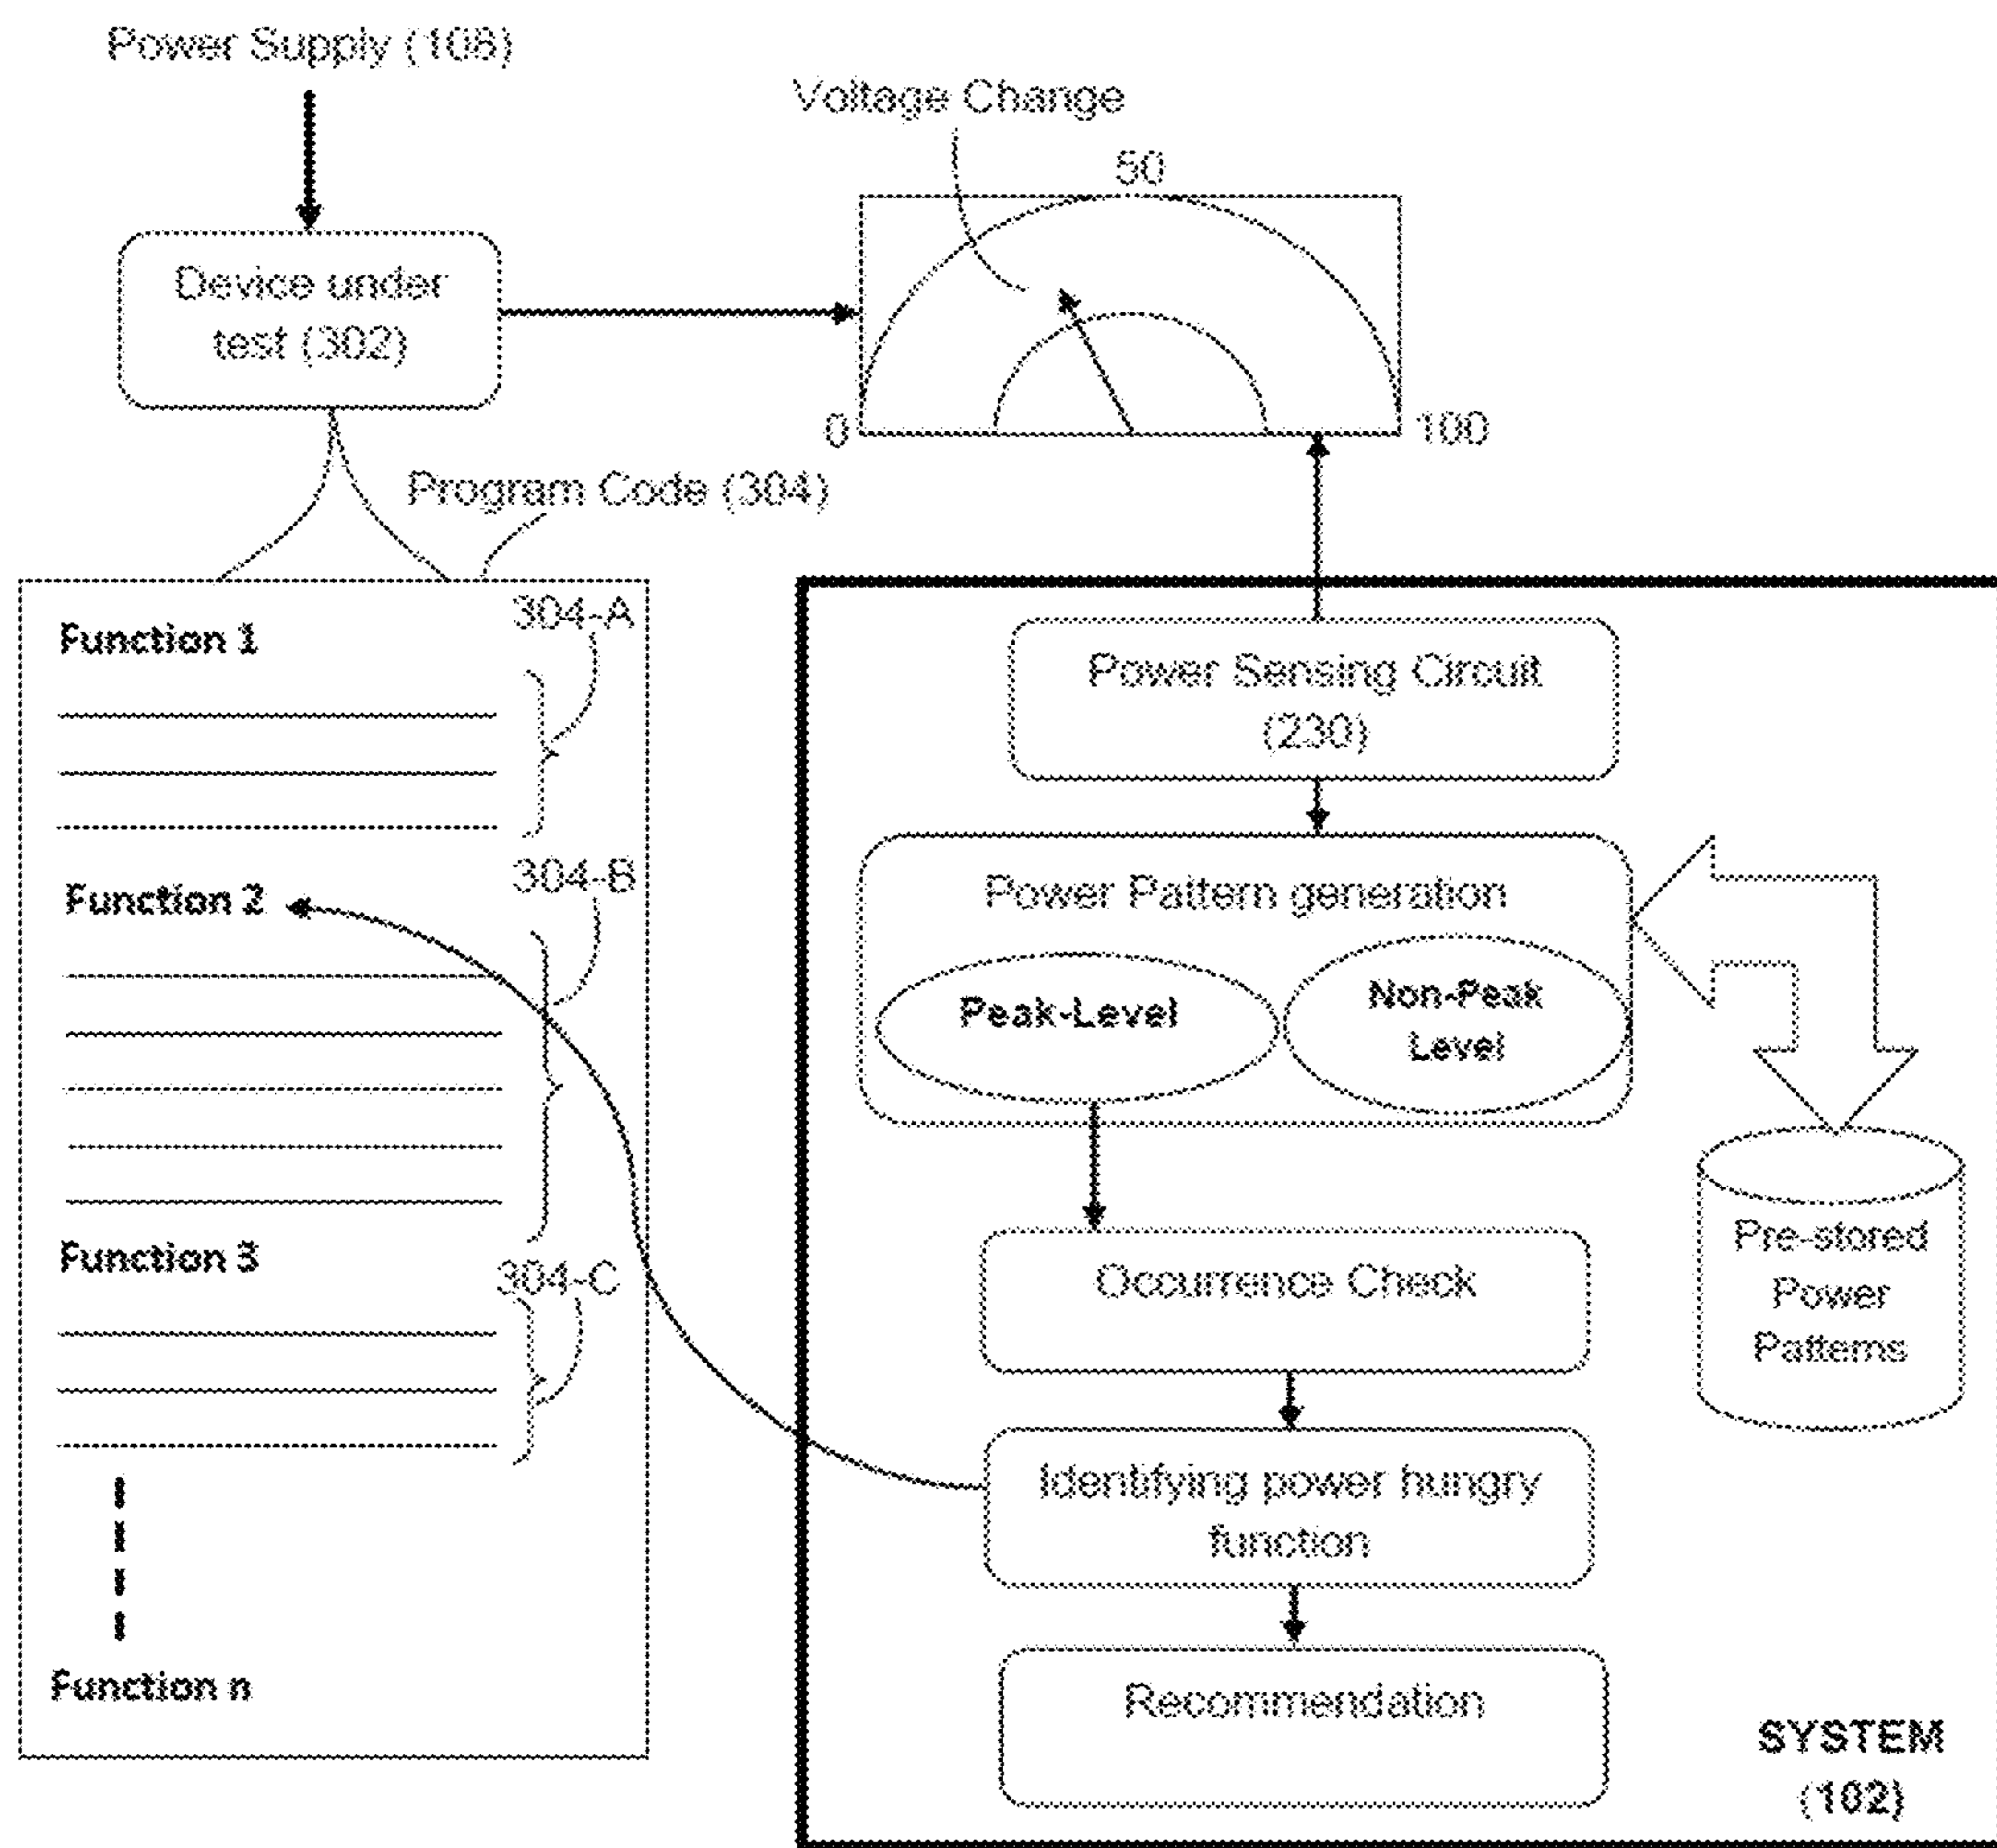 Power Supply (108)
Voltage Change
50
Device under
test (302)
0
100
Program Code (304)
304-A
Function 1
304-B
Function 2
Function 3
304-C
Function n
Power Sensing Circuit
(230)
Power Pattern generation
Peak-Level
Non-Peak
Level
Occurrence Check
Pre-stored
Power
Patterns
Identifying power hungry
function
Recommendation
SYSTEM
(102)